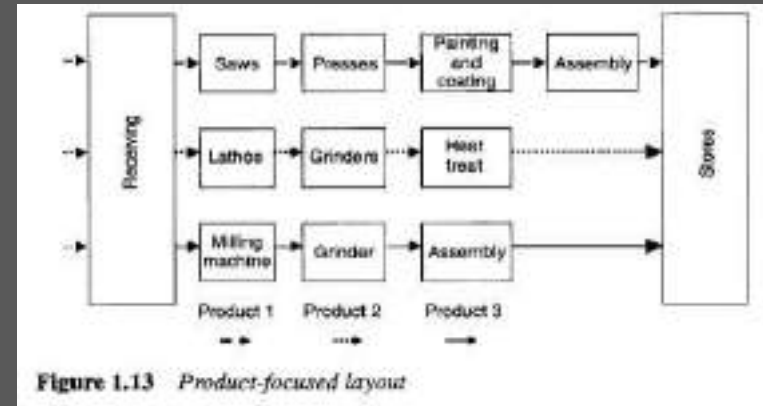 Receiving
Saws
Presses
Painting
and
coating
Assembly
Stores
Lathes
Grinders
Heat
treat
Milling
machine
Grinder
Assembly
Product 1
Product 2
Product 3
Figure 1.13 Product-focused layout